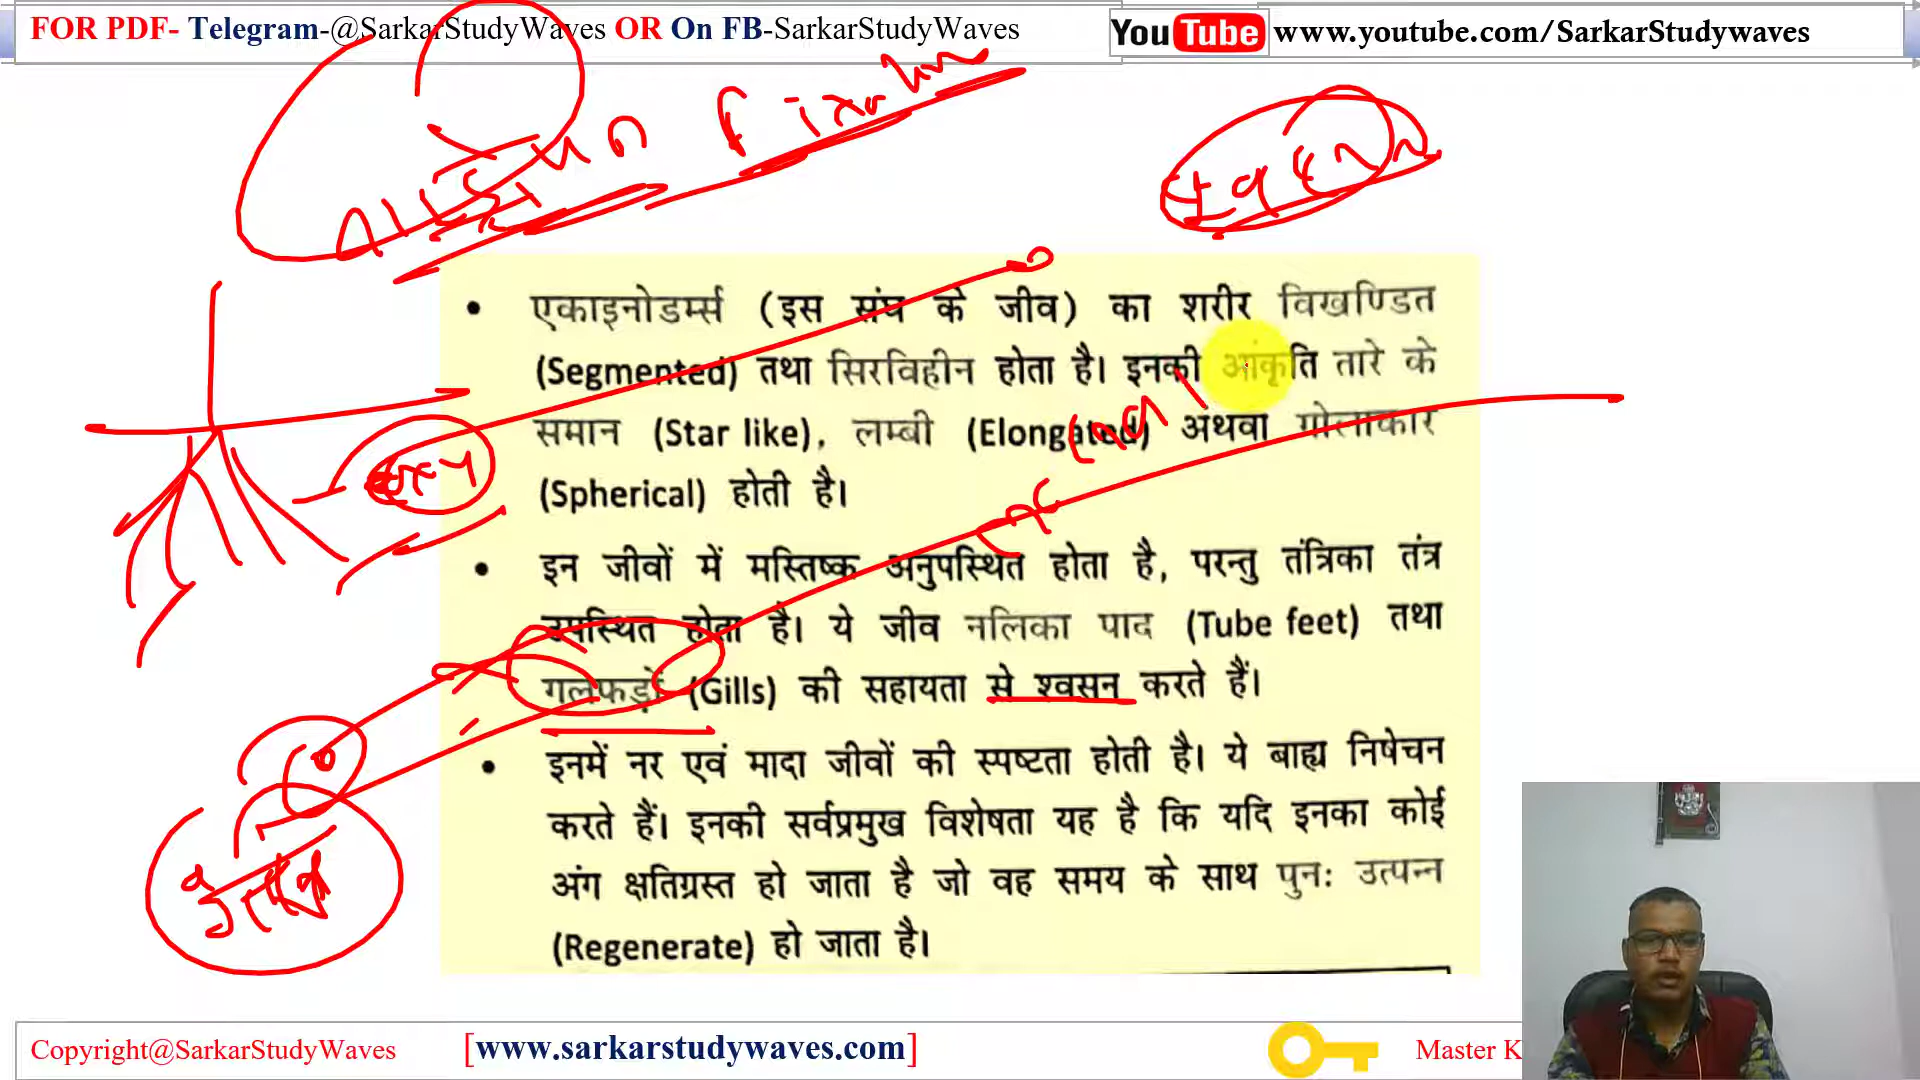 FOR PDF- Telegram-@SarkarStudyWaves OR On FB-SarkarStudyWaves
YouTube www.youtube.com/SarkarStudywaves
• एकाइनोडर्म्स (इस संघ के जीव) का शरीर विखण्डित
(Segmented) तथा सिरविहीन होता है। इनकी आंकृति तारे के
समान (Star like), लम्बी (Elongated) अथवा गोलाकार
(Spherical) होती है।
• इन जीवों में मस्तिष्क अनुपस्थित होता है, परन्तु तंत्रिका तंत्र
उपस्थित होता है। ये जीव नलिका पाद (Tube feet) तथा
गलफड़ों (Gills) की सहायता से श्वसन करते हैं।
• इनमें नर एवं मादा जीवों की स्पष्टता होती है। ये बाह्य निषेचन
करते हैं। इनकी सर्वप्रमुख विशेषता यह है कि यदि इनका कोई
अंग क्षतिग्रस्त हो जाता है जो वह समय के साथ पुनः उत्पन्न
(Regenerate) हो जाता है।
Copyright@SarkarStudyWaves [www.sarkarstudywaves.com] Master K